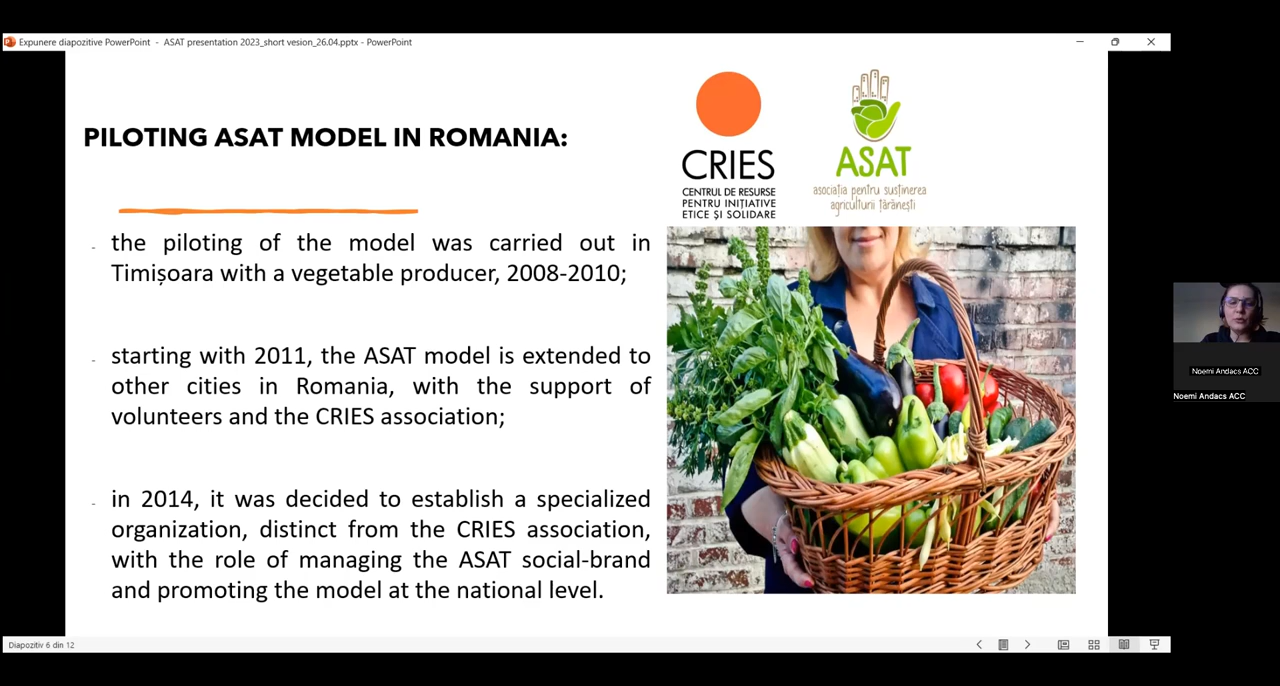 Expunere diapozitive PowerPoint - ASAT presentation 2023_short vesion_26.04.pptx - PowerPoint
PILOTING ASAT MODEL IN ROMANIA:
CRIES
CENTRUL DE RESURSE
PENTRU INIȚIATIVE
ETICE ȘI SOLIDARE
ASAT
asociația pentru susținerea
agriculturii țărănești
- the piloting of the model was carried out in
Timișoara with a vegetable producer, 2008-2010;
- starting with 2011, the ASAT model is extended to
other cities in Romania, with the support of
volunteers and the CRIES association;
- in 2014, it was decided to establish a specialized
organization, distinct from the CRIES association,
with the role of managing the ASAT social-brand
and promoting the model at the national level.
Noemi Andacs ACC
Noemi Andacs ACC
Diapozitiv 6 din 12